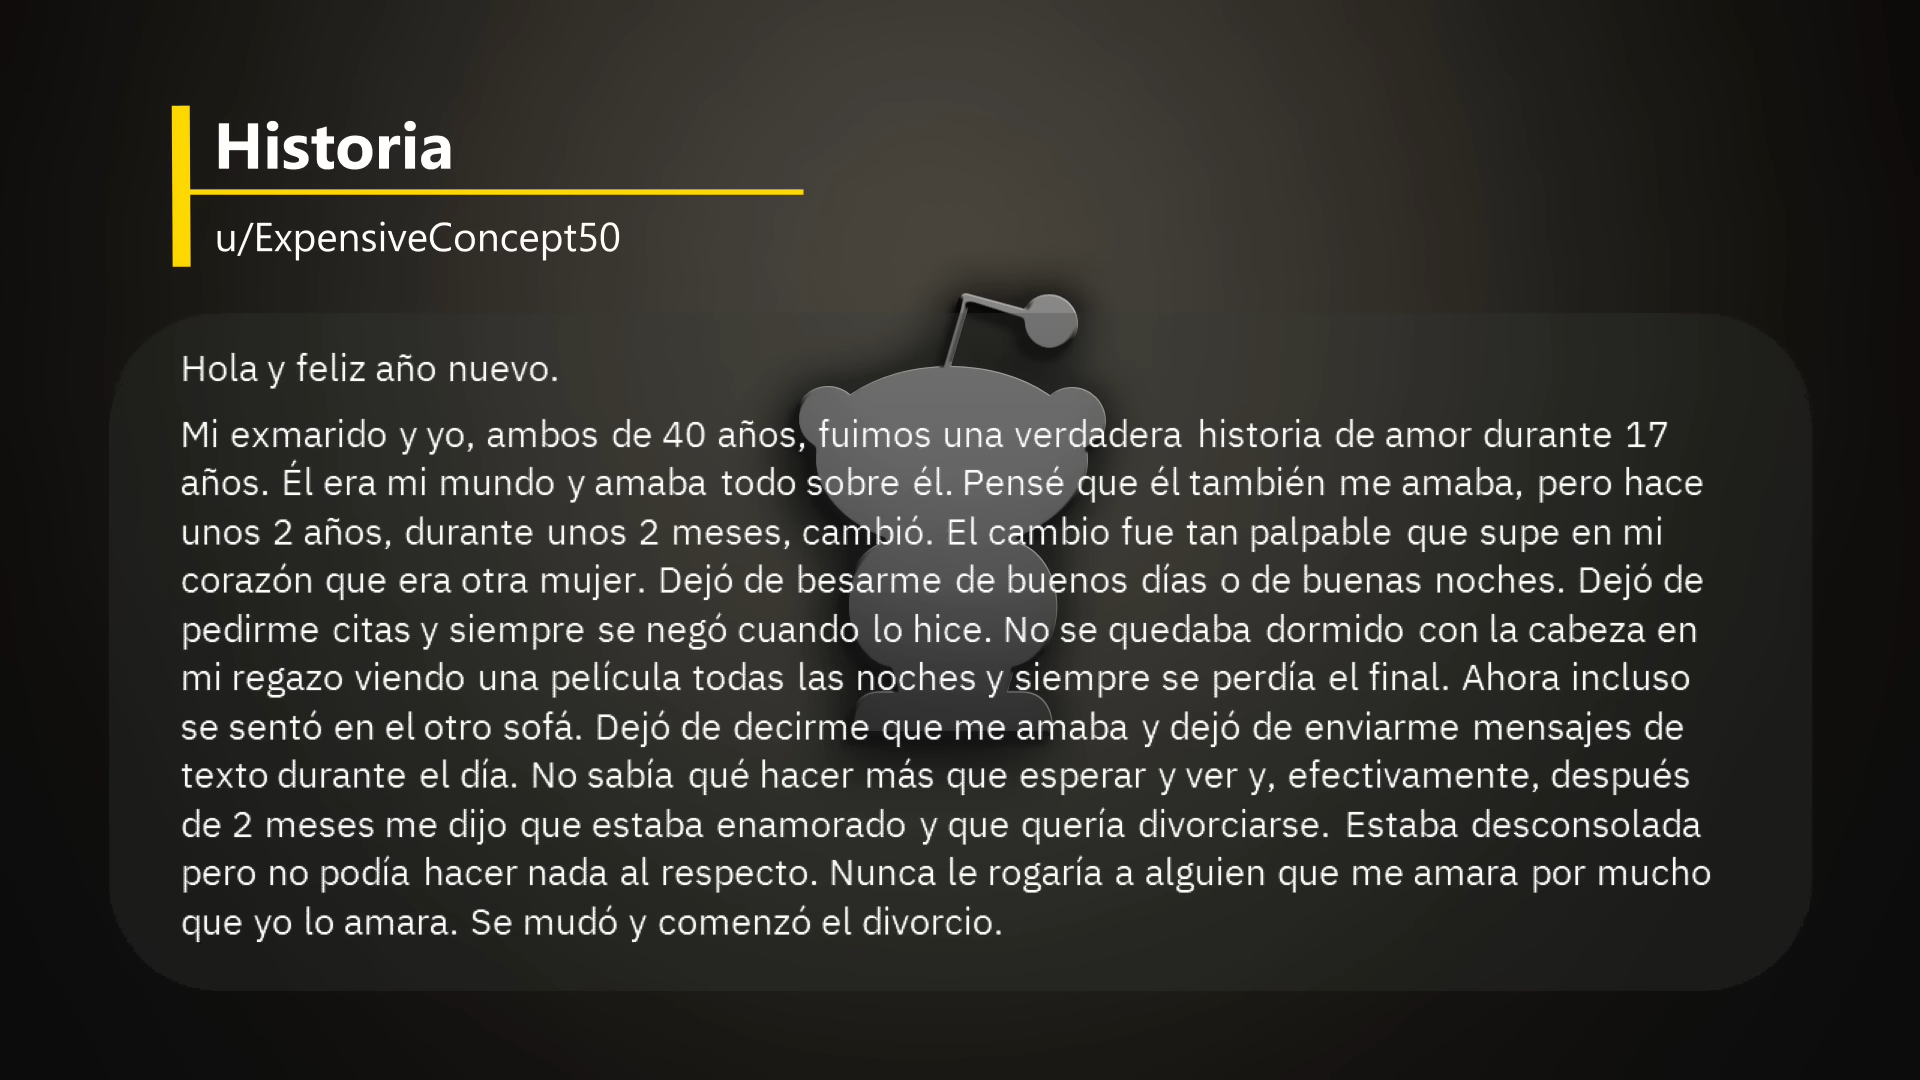 Historia
u/ExpensiveConcept50
Hola y feliz año nuevo.
Mi exmarido y yo, ambos de 40 años, fuimos una verdadera historia de amor durante 17
años. Él era mi mundo y amaba todo sobre él. Pensé que él también me amaba, pero hace
unos 2 años, durante unos 2 meses, cambió. El cambio fue tan palpable que supe en mi
corazón que era otra mujer. Dejó de besarme de buenos días o de buenas noches. Dejó de
pedirme citas y siempre se negó cuando lo hice. No se quedaba dormido con la cabeza en
mi regazo viendo una película todas las noches y siempre se perdía el final. Ahora incluso
se sentó en el otro sofá. Dejó de decirme que me amaba y dejó de enviarme mensajes de
texto durante el día. No sabía qué hacer más que esperar y ver y, efectivamente, después
de 2 meses me dijo que estaba enamorado y que quería divorciarse. Estaba desconsolada
pero no podía hacer nada al respecto. Nunca le rogaría a alguien que me amara por mucho
que yo lo amara. Se mudó y comenzó el divorcio.